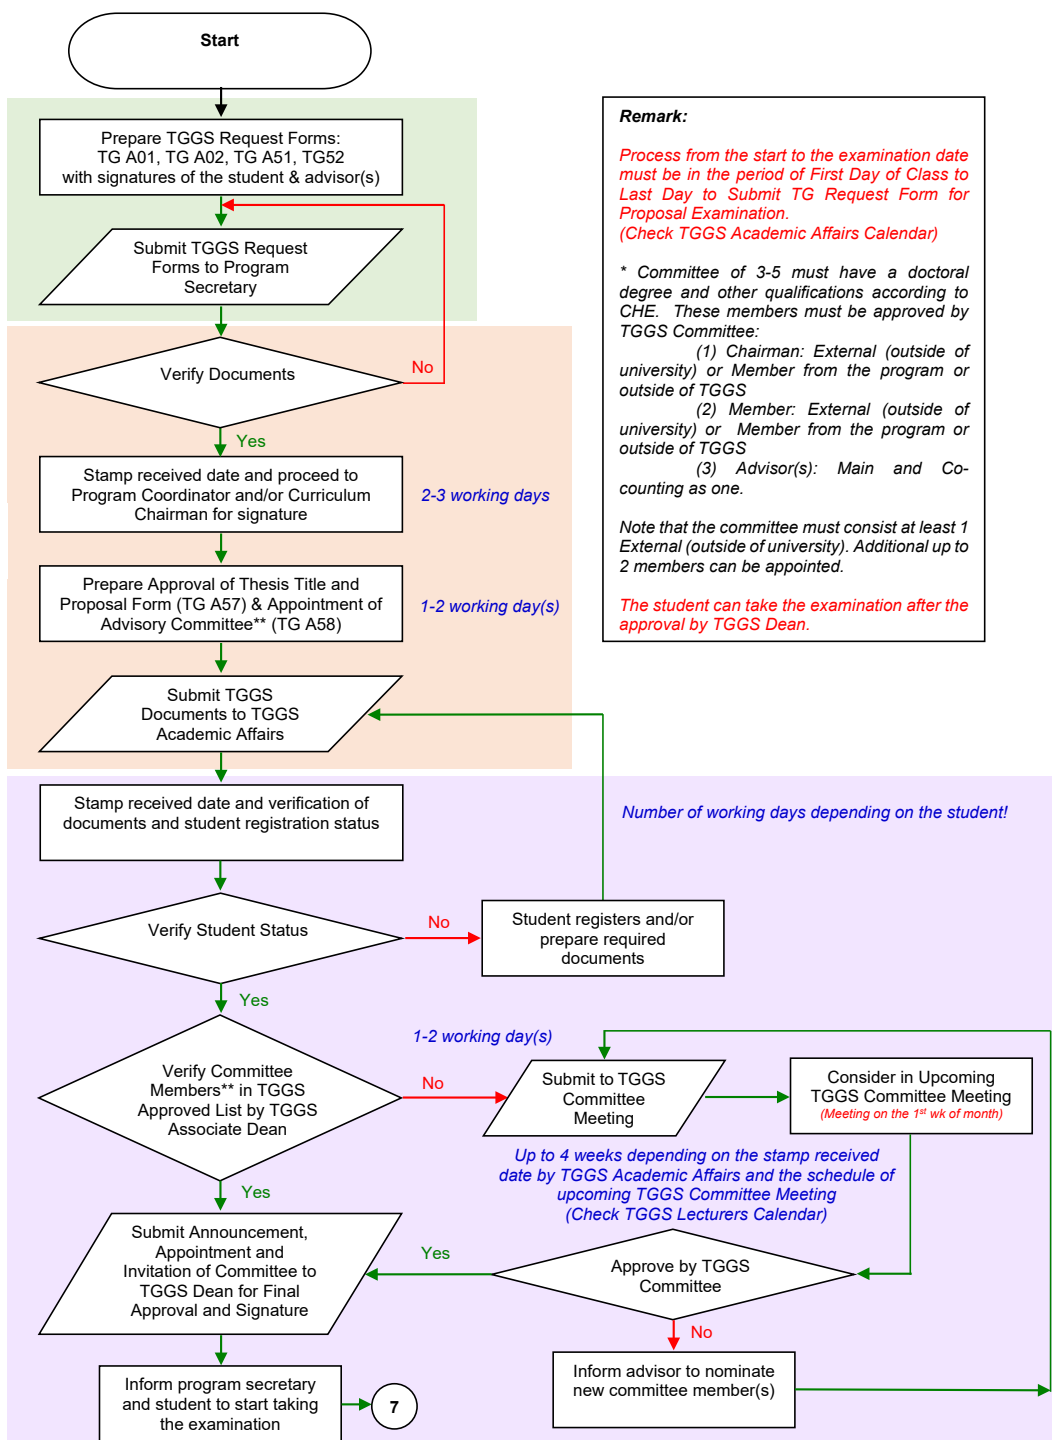 Start
Prepare TGGS Request Forms:
TG A01, TG A02, TG A51, TG52
with signatures of the student & advisor(s)
Submit TGGS Request
Forms to Program
Secretary
Verify Documents
No
Yes
Stamp received date and proceed to
Program Coordinator and/or Curriculum
Chairman for signature
2-3 working days
Prepare Approval of Thesis Title and
Proposal Form (TG A57) & Appointment of
Advisory Committee** (TG A58)
1-2 working day(s)
Submit TGGS
Documents to TGGS
Academic Affairs
Remark:
Process from the start to the examination date
must be in the period of First Day of Class to
Last Day to Submit TG Request Form for
Proposal Examination.
(Check TGGS Academic Affairs Calendar)
* Committee of 3-5 must have a doctoral
degree and other qualifications according to
CHE. These members must be approved by
TGGS Committee:
(1) Chairman: External (outside of
university) or Member from the program or
outside of TGGS
(2) Member: External (outside of
university) or Member from the program or
outside of TGGS
(3) Advisor(s): Main and Co-
counting as one.
Note that the committee must consist at least 1
External (outside of university). Additional up to
2 members can be appointed.
The student can take the examination after the
approval by TGGS Dean.
Stamp received date and verification of
documents and student registration status
Number of working days depending on the student!
Verify Student Status
No
Student registers and/or
prepare required
documents
Yes
1-2 working day(s)
Verify Committee
Members** in TGGS
Approved List by TGGS
Associate Dean
No
Submit to TGGS
Committee
Meeting
Consider in Upcoming
TGGS Committee Meeting
(Meeting on the 1st wk of month)
Up to 4 weeks depending on the stamp received
date by TGGS Academic Affairs and the schedule of
upcoming TGGS Committee Meeting
(Check TGGS Lecturers Calendar)
Yes
Submit Announcement,
Appointment and
Invitation of Committee to
TGGS Dean for Final
Approval and Signature
Yes
Approve by TGGS
Committee
No
Inform advisor to nominate
new committee member(s)
Inform program secretary
and student to start taking
the examination
7